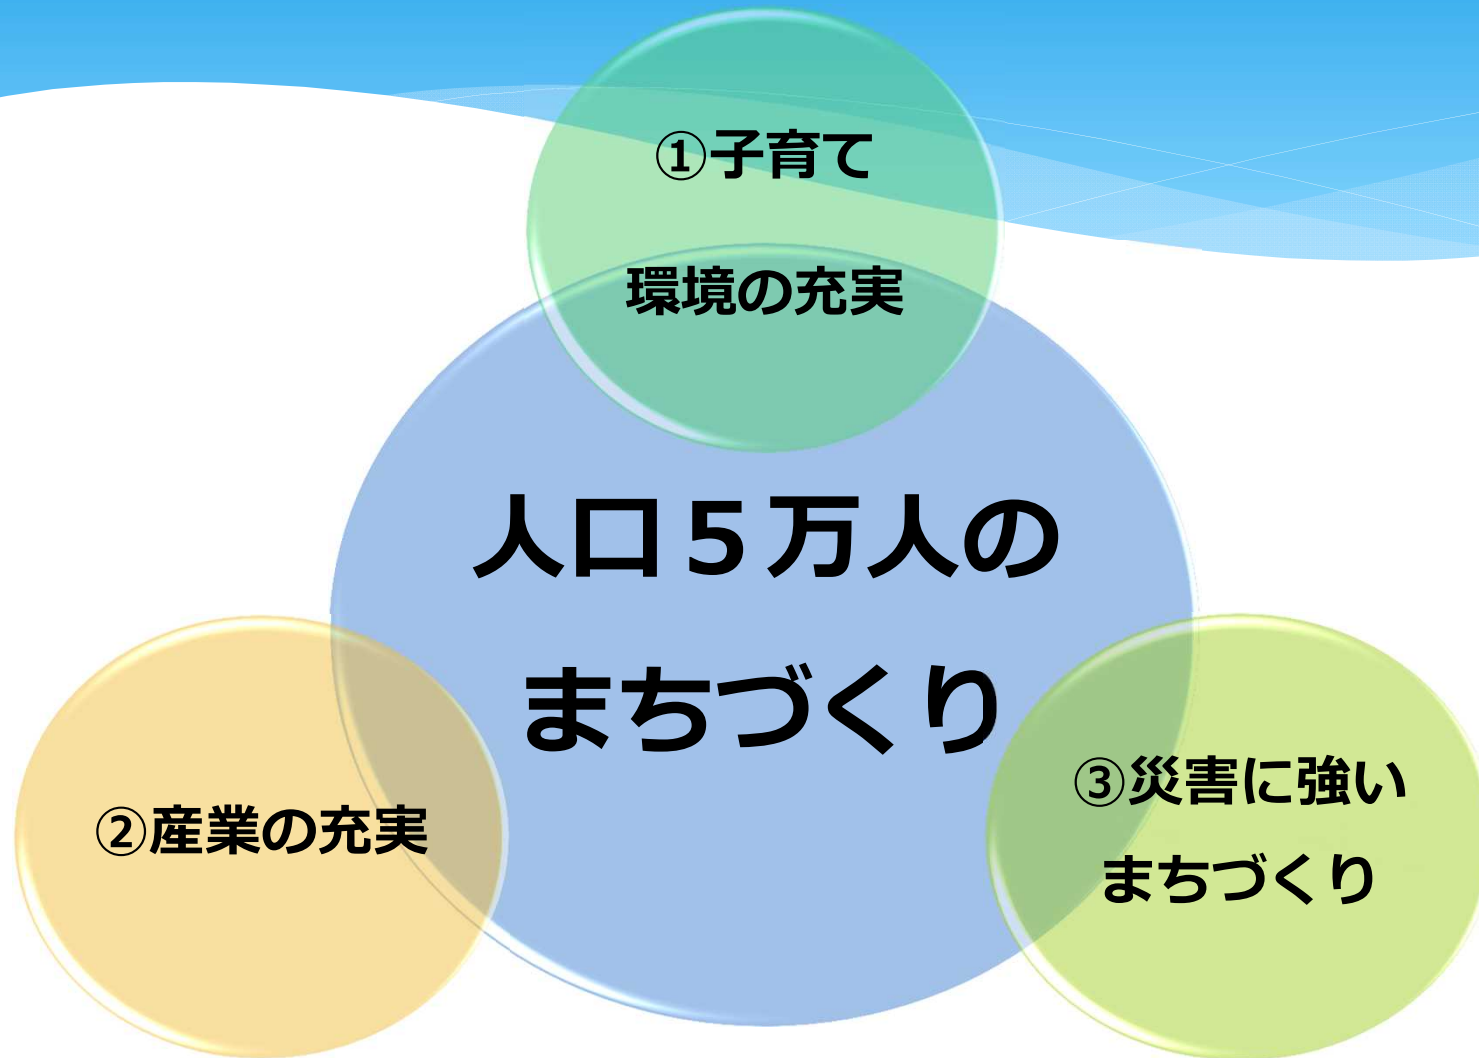 ①子育て
環境の充実
人口５万人の
まちづくり
②産業の充実
③災害に強い
まちづくり